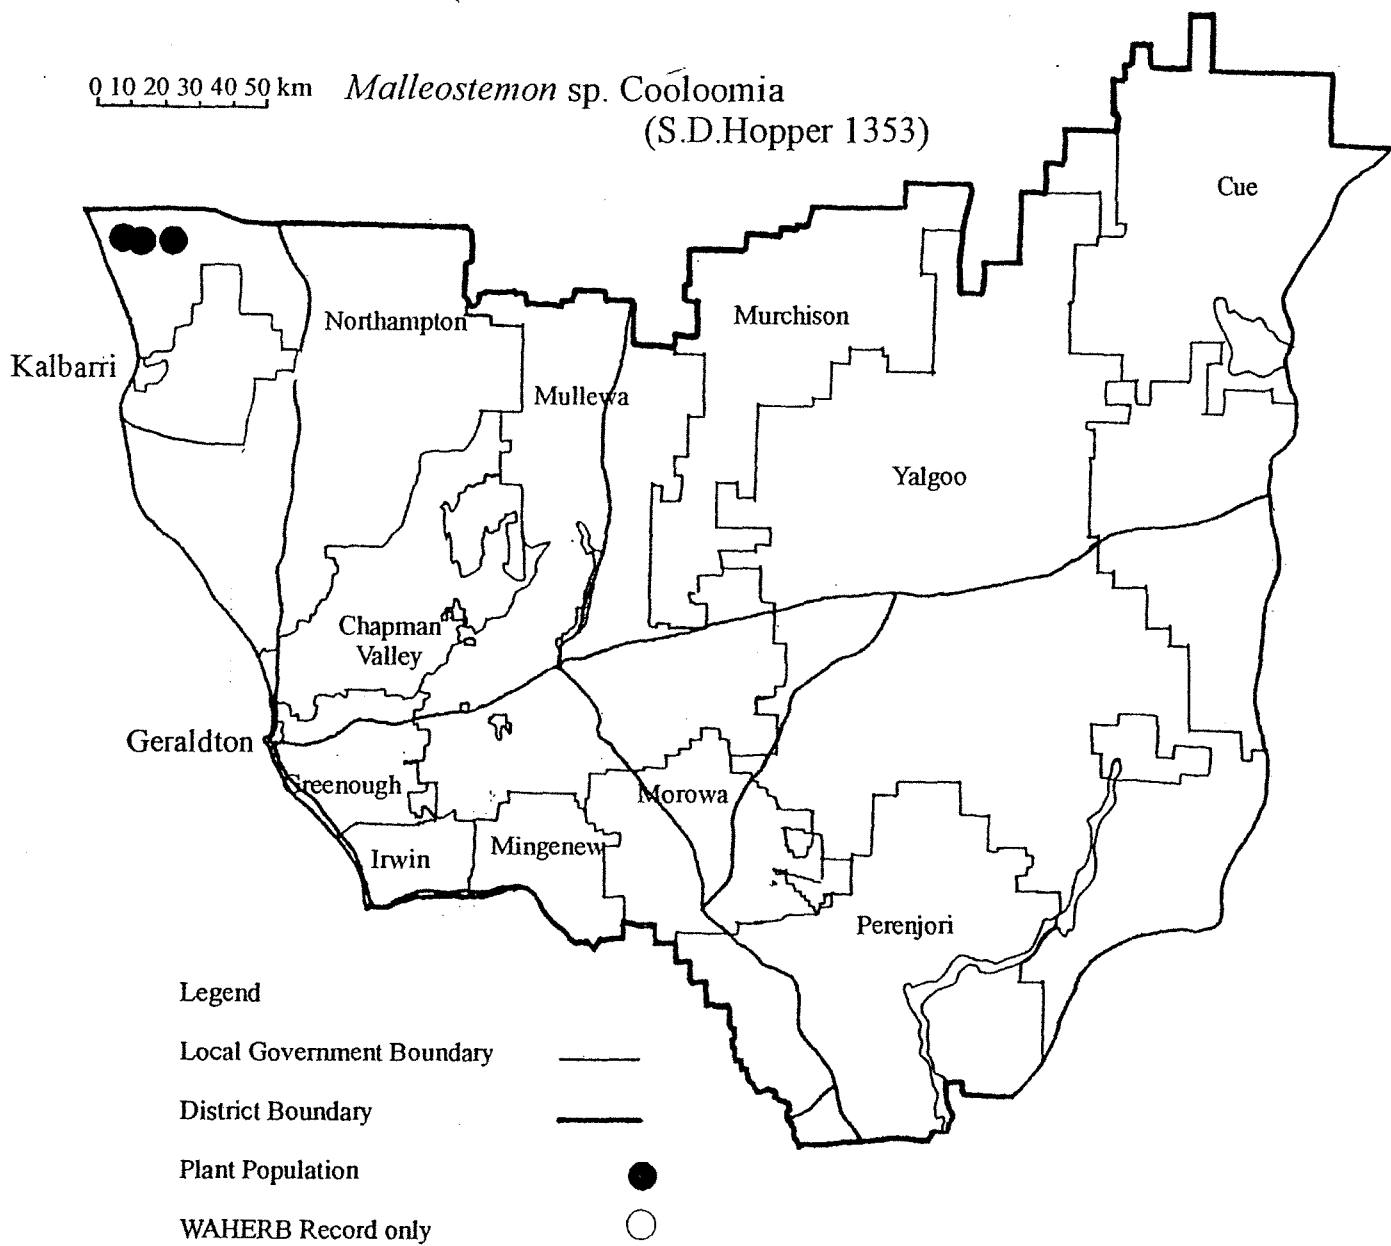 0 10 20 30 40 50 km
Malleostemon sp. Cooloomia
(S.D.Hopper 1353)
Cue
Northampton
Murchison
Kalbarri
Mullewa
Yalgoo
Chapman
Valley
Geraldton
Greenough
Morowa
Irwin
Mingenew
Perenjori
Legend
Local Government Boundary
District Boundary
Plant Population
WAHERB Record only